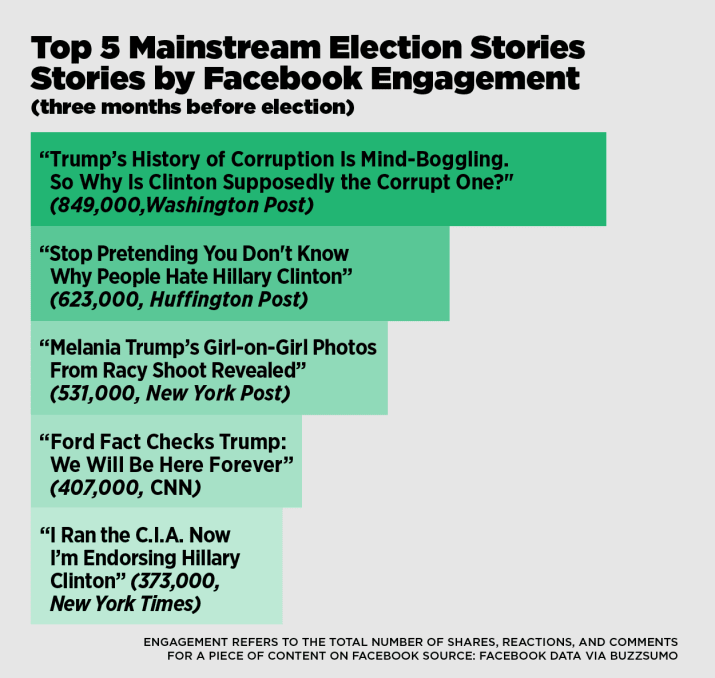 Top 5 Mainstream Election Stories
Stories by Facebook Engagement
(three months before election)
“Trump’s History of Corruption Is Mind-Boggling.
So Why Is Clinton Supposedly the Corrupt One?"
(849,000,Washington Post)
“Stop Pretending You Don't Know
Why People Hate Hillary Clinton”
(623,000, Huffington Post)
“Melania Trump’s Girl-on-Girl Photos
From Racy Shoot Revealed”
(531,000, New York Post)
“Ford Fact Checks Trump:
We Will Be Here Forever”
(407,000, CNN)
“I Ran the C.I.A. Now
I’m Endorsing Hillary
Clinton” (373,000,
New York Times)
ENGAGEMENT REFERS TO THE TOTAL NUMBER OF SHARES, REACTIONS, AND COMMENTS
FOR A PIECE OF CONTENT ON FACEBOOK SOURCE: FACEBOOK DATA VIA BUZZSUMO